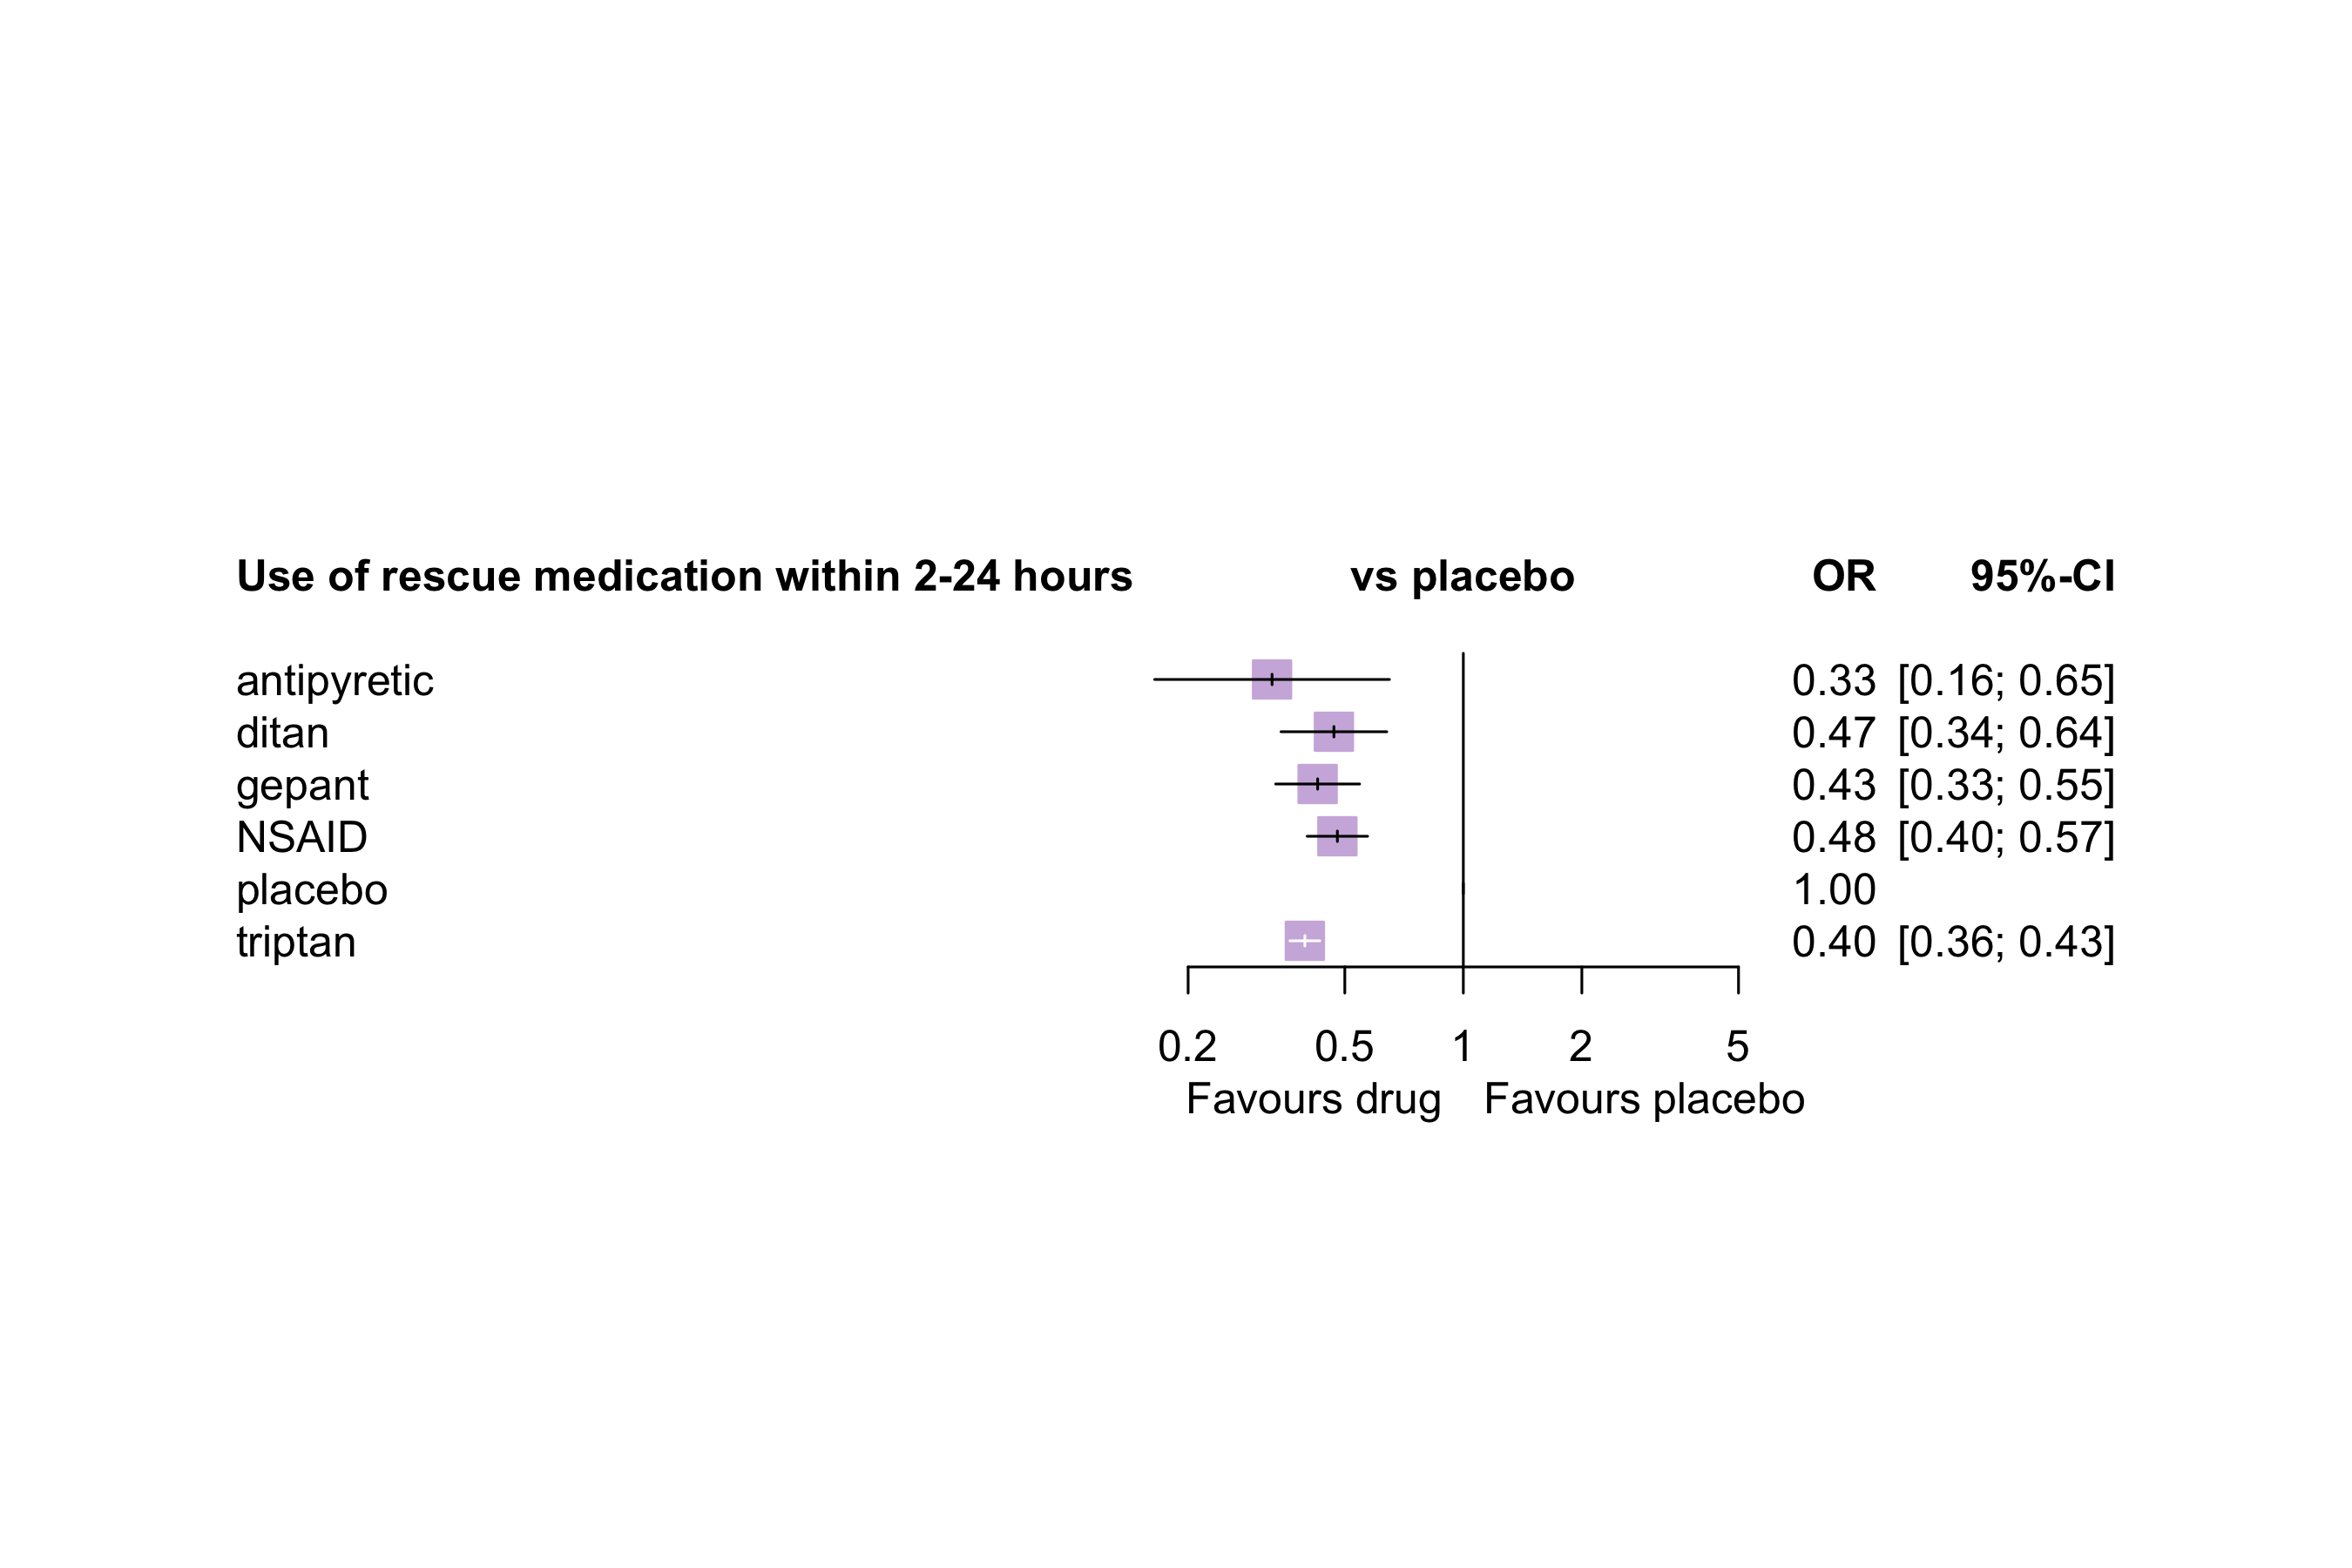 Use of rescue medication within 2-24 hours vs placebo OR 95%-CI
antipyretic 0.33 [0.16; 0.65]
ditan 0.47 [0.34; 0.64]
gepant 0.43 [0.33; 0.55]
NSAID 0.48 [0.40; 0.57]
placebo 1.00
triptan 0.40 [0.36; 0.43]
0.2 0.5 1 2 5
Favours drug Favours placebo